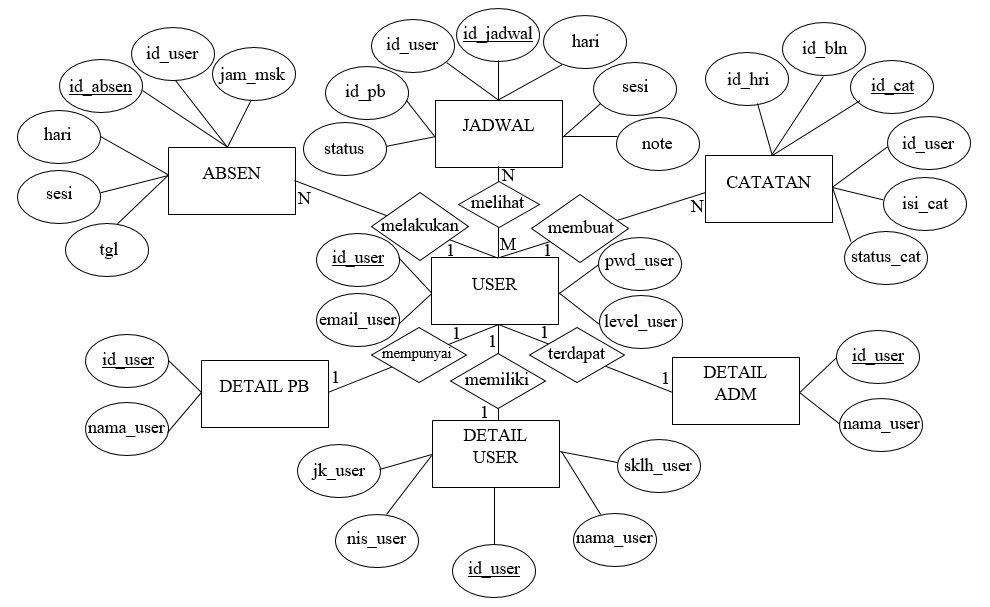 id_user
id_absen
jam_msk
hari
sesi
tgl
ABSEN
N
melakukan
1
id_user
id_jadwal
hari
id_pb
sesi
status
note
JADWAL
N
melihat
M
id_bln
id_hri
id_cat
id_user
isi_cat
status_cat
CATATAN
N
membuat
1
id_user
email_user
USER
pwd_user
level_user
1
mempunyai
1
DETAIL PB
id_user
nama_user
1
memiliki
1
DETAIL
USER
jk_user
nis_user
id_user
nama_user
sklh_user
1
terdapat
1
DETAIL
ADM
id_user
nama_user